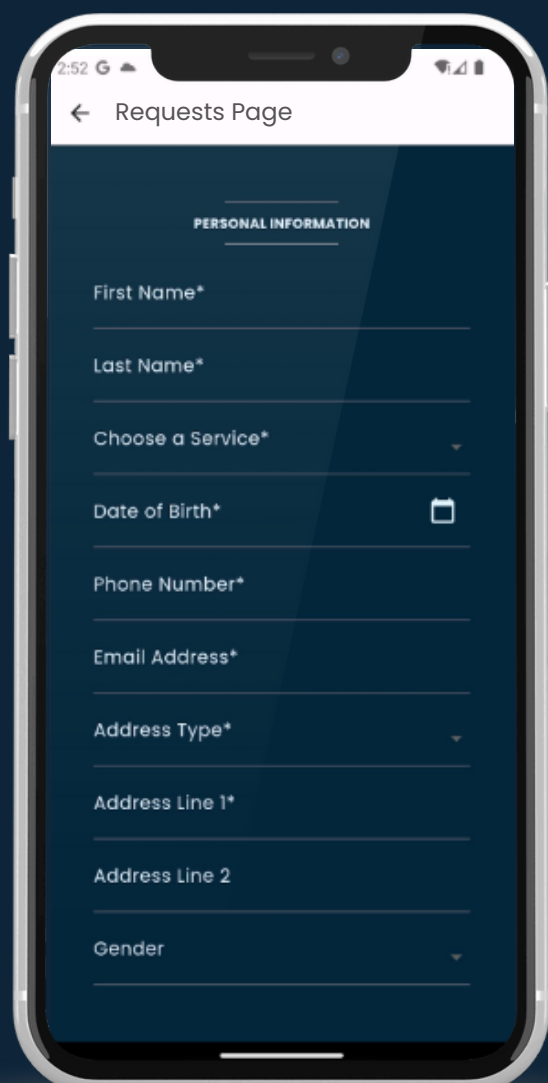 2:52 G
Requests Page
PERSONAL INFORMATION
First Name*
Last Name*
Choose a Service*
Date of Birth*
Phone Number*
Email Address*
Address Type*
Address Line 1*
Address Line 2
Gender